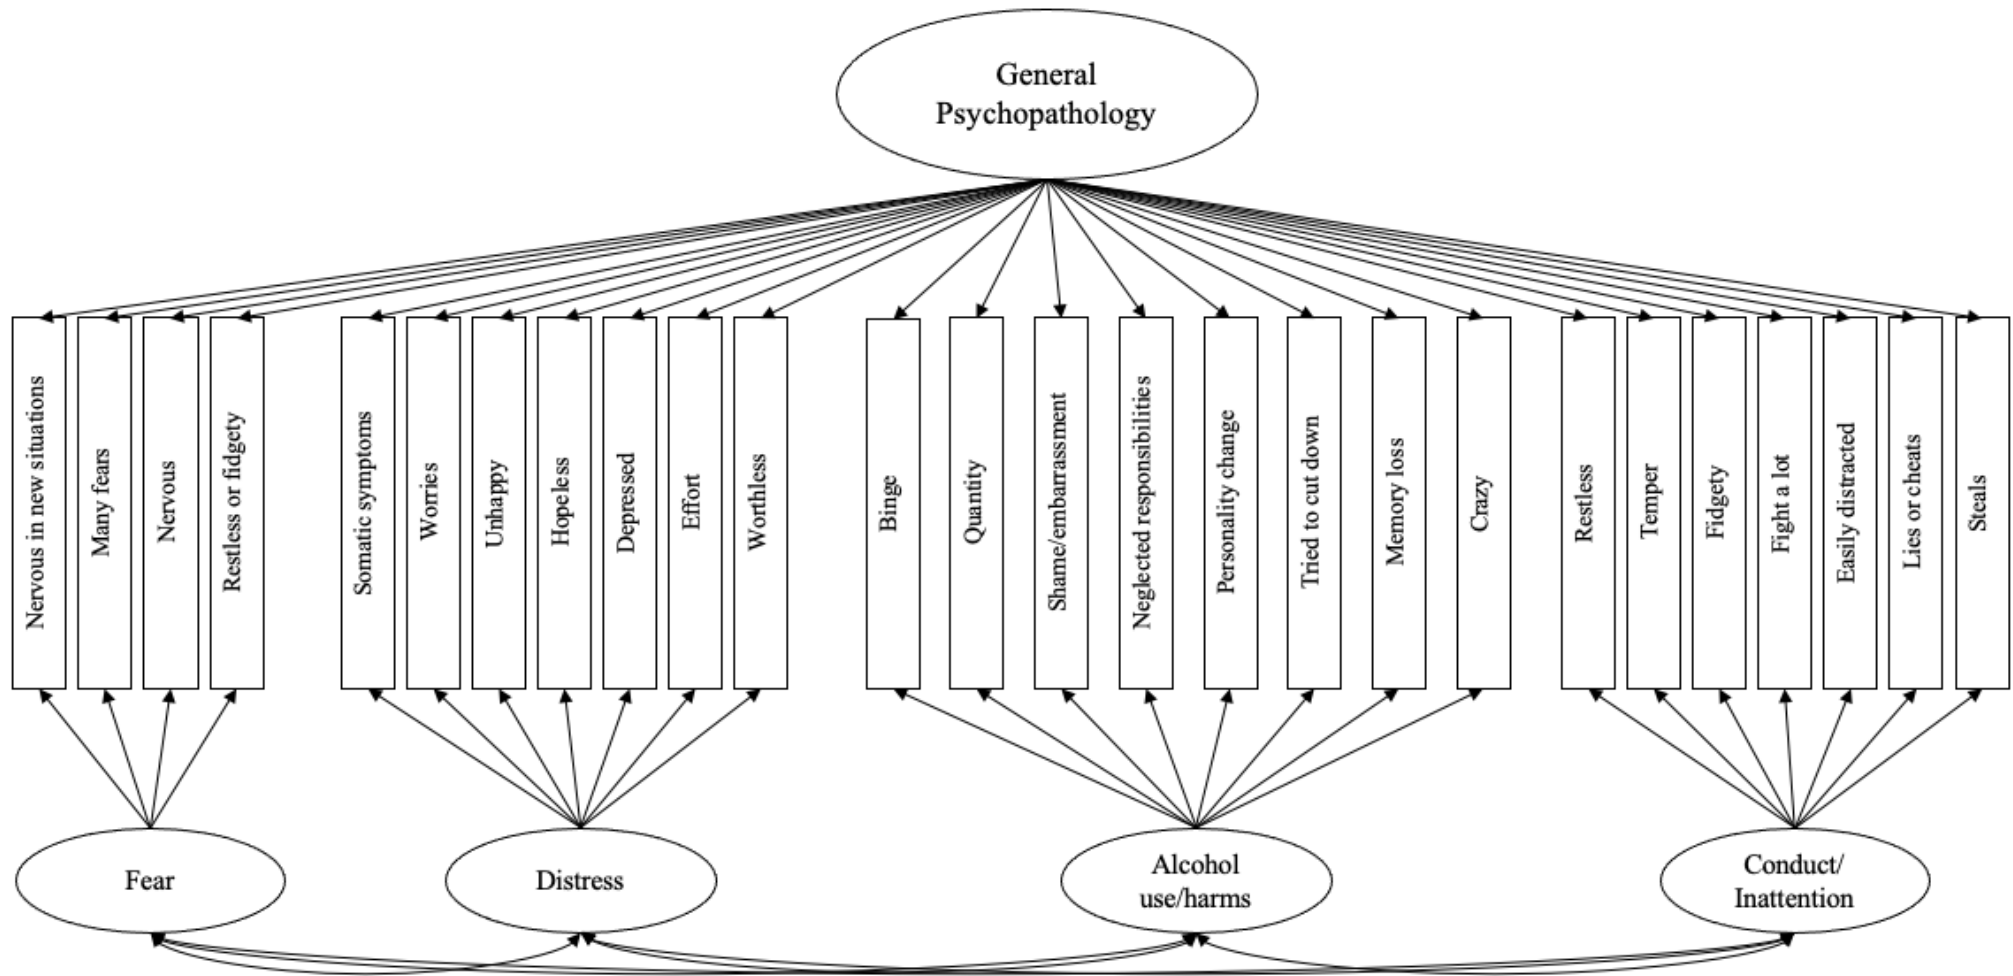 General
Psychopathology
Nervous in new situations
Many fears
Nervous
Restless or fidgety
Somatic symptoms
Worries
Unhappy
Hopeless
Depressed
Effort
Worthless
Binge
Quantity
Shame/embarrassment
Neglected responsibilities
Personality change
Tried to cut down
Memory loss
Crazy
Restless
Temper
Fidgety
Fight a lot
Easily distracted
Lies or cheats
Steals
Fear
Distress
Alcohol
use/harms
Conduct/
Inattention